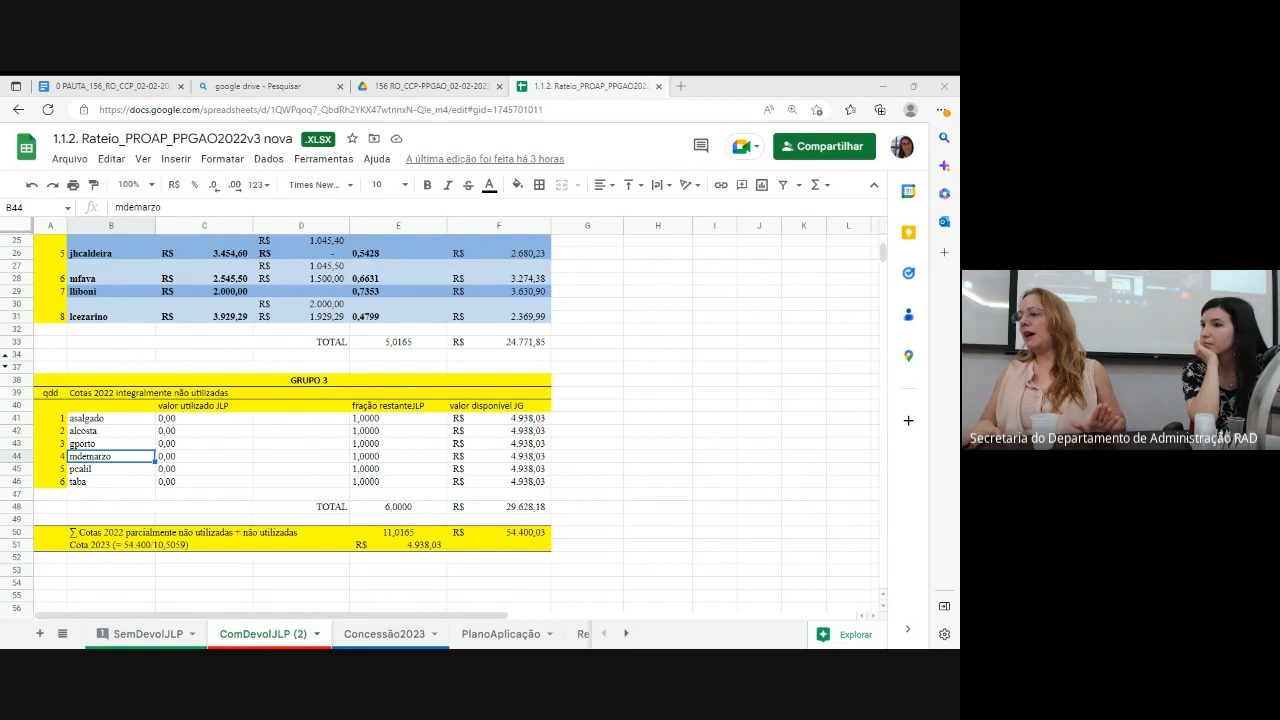 0 PAUTA_156_RO_CCP_02-02-202
google drive - Pesquisar
156 RO_CCP-PPGAO_02-02-202
1.1.2. Rateio_PROAP_PPGAO2022
https://docs.google.com/spreadsheets/d/1QWPqoq7_QbdRh2YKX47wtnnxN-Qle_m4/edit#gid=1745701011
1.1.2. Rateio_PROAP_PPGAO2022v3 nova .XLSX
Compartilhar
Arquivo Editar Ver Inserir Formatar Dados Ferramentas Ajuda A última edição foi feita há 3 horas
100% R$ % .0 .00 123 Times New... 10 B I S A
B44 fx mdemarzo
A B C D E F G H I J K L
25 R$ 1.045,40
26 5 jhcaldeira R$ 3.454,60 R$ - 0,5428 R$ 2.680,23
27 R$ 1.045,50
28 6 mfava R$ 2.545,50 R$ 1.500,00 0,6631 R$ 3.274,38
29 7 lliboni R$ 2.000,00 0,7353 R$ 3.630,90
30 R$ 2.000,00
31 8 lcezarino R$ 3.929,29 R$ 1.929,29 0,4799 R$ 2.369,99
32
33 TOTAL 5,0165 R$ 24.771,85
34
37
38 GRUPO 3
39 qdd Cotas 2022 integralmente não utilizadas
40 valor utilizado JLP fração restanteJLP valor disponível JG
41 1 asalgado 0,00 1,0000 R$ 4.938,03
42 2 alcosta 0,00 1,0000 R$ 4.938,03
43 3 gporto 0,00 1,0000 R$ 4.938,03
44 4 mdemarzo 0,00 1,0000 R$ 4.938,03
45 5 pcalil 0,00 1,0000 R$ 4.938,03
46 6 taba 0,00 1,0000 R$ 4.938,03
47
48 TOTAL 6,0000 R$ 29.628,18
49
50 ∑ Cotas 2022 parcialmente não utilizadas + não utilizadas 11,0165 R$ 54.400,03
51 Cota 2023 (= 54.400/10,5059) R$ 4.938,03
52
53
54
55
56
SemDevolJLP ComDevolJLP (2) Concessão2023 PlanoAplicação Re Explorar
Secretaria do Departamento de Administração RAD